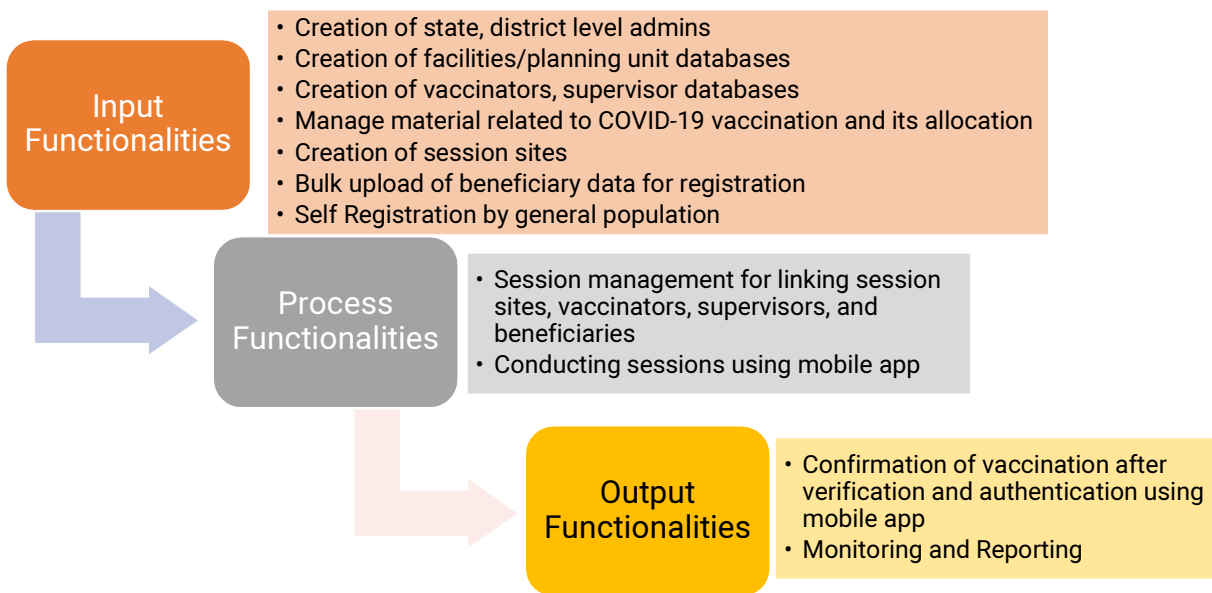 Input
Functionalities
• Creation of state, district level admins
• Creation of facilities/planning unit databases
• Creation of vaccinators, supervisor databases
• Manage material related to COVID-19 vaccination and its allocation
• Creation of session sites
• Bulk upload of beneficiary data for registration
• Self Registration by general population
Process
Functionalities
• Session management for linking session
sites, vaccinators, supervisors, and
beneficiaries
• Conducting sessions using mobile app
Output
Functionalities
• Confirmation of vaccination after
verification and authentication using
mobile app
• Monitoring and Reporting